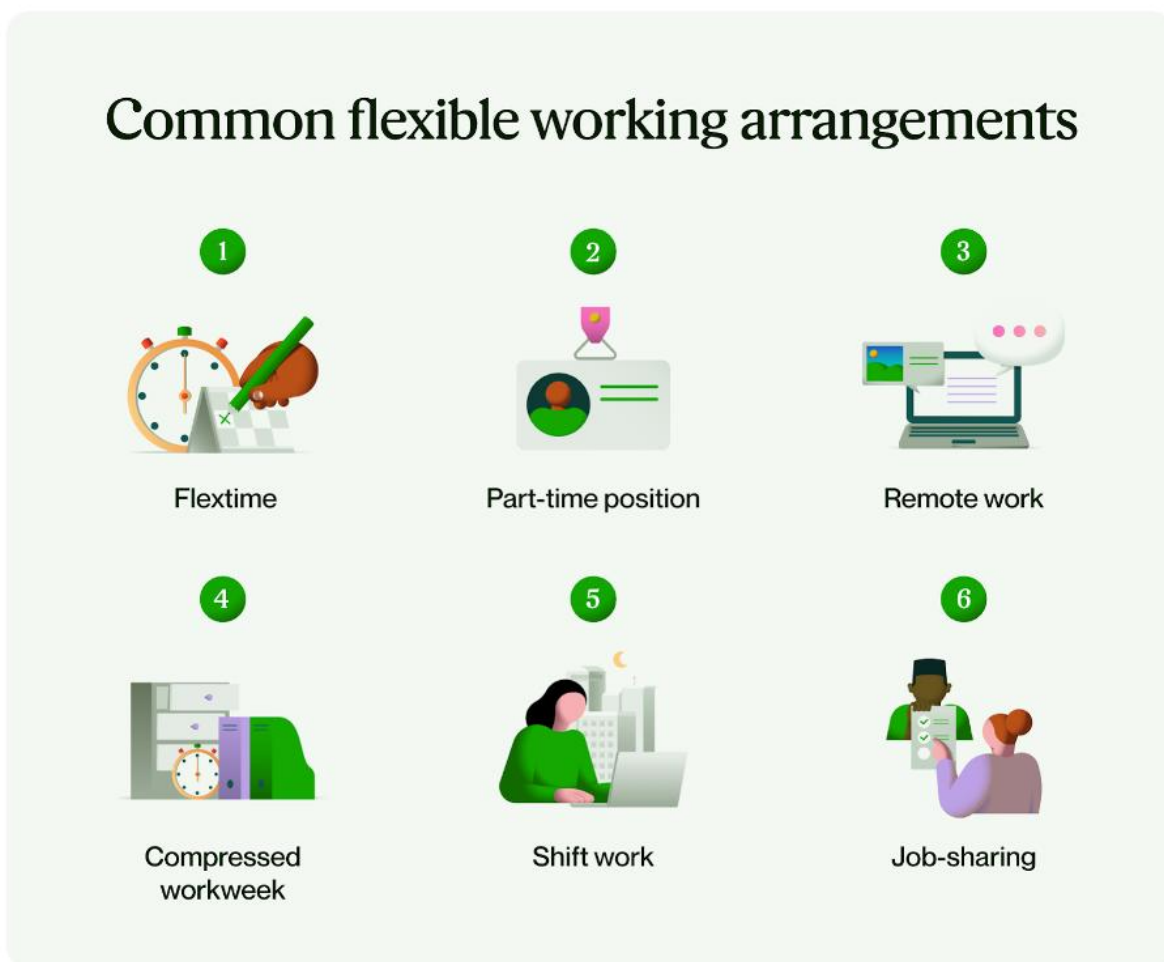 Common flexible working arrangements
1
2
3
Flextime
Part-time position
Remote work
4
5
6
Compressed
workweek
Shift work
Job-sharing